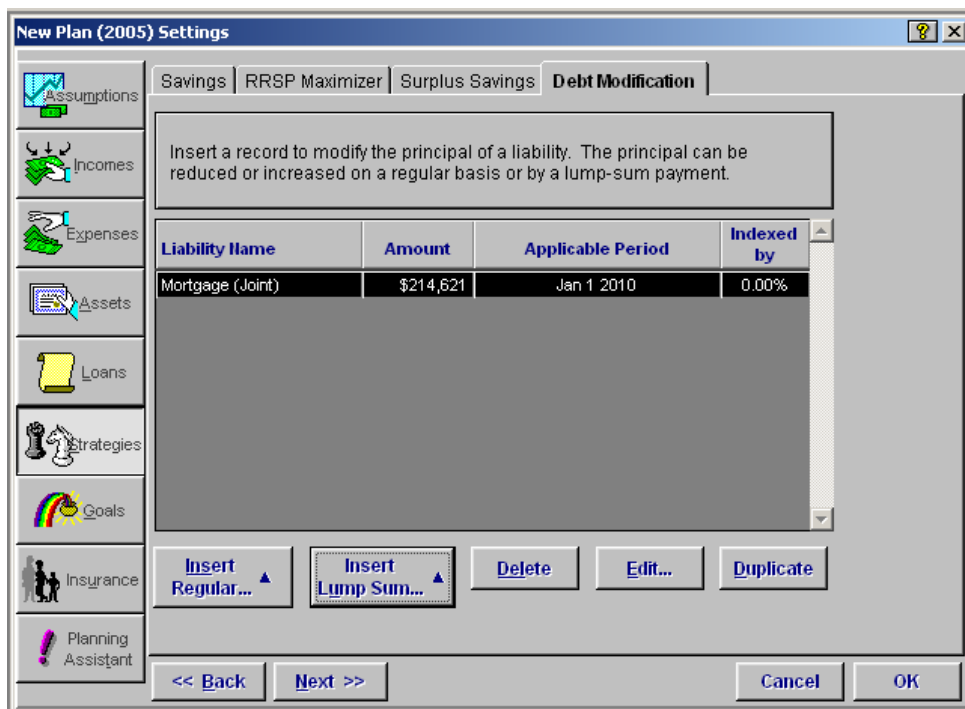 New Plan (2005) Settings
Assumptions
Incomes
Expenses
Assets
Loans
Strategies
Goals
Insurance
Planning
Assistant
Savings
RRSP Maximizer
Surplus Savings
Debt Modification
Insert a record to modify the principal of a liability. The principal can be
reduced or increased on a regular basis or by a lump-sum payment.
Liability Name Amount Applicable Period Indexed
by
Mortgage (Joint) $214,621 Jan 1 2010 0.00%
Insert
Regular...
Insert
Lump Sum...
Delete
Edit...
Duplicate
<< Back
Next >>
Cancel
OK